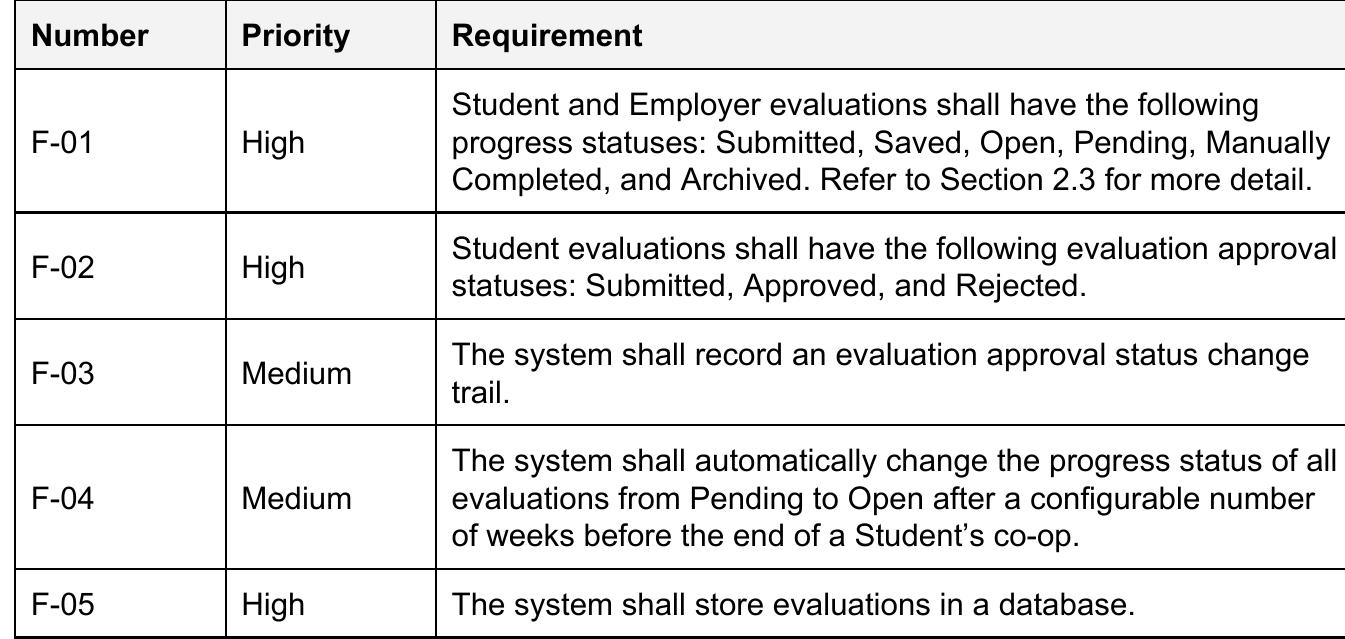 Number Priority Requirement
Student and Employer evaluations shall have the following
F-01 High progress statuses: Submitted, Saved, Open, Pending, Manually
Completed, and Archived. Refer to Section 2.3 for more detail.
F-02 High Student evaluations shall have the following evaluation approval
statuses: Submitted, Approved, and Rejected.
F-03 Medium The system shall record an evaluation approval status change
trail.
The system shall automatically change the progress status of all
F-04 Medium evaluations from Pending to Open after a configurable number
of weeks before the end of a Student’s co-op.
F-05 High The system shall store evaluations in a database.